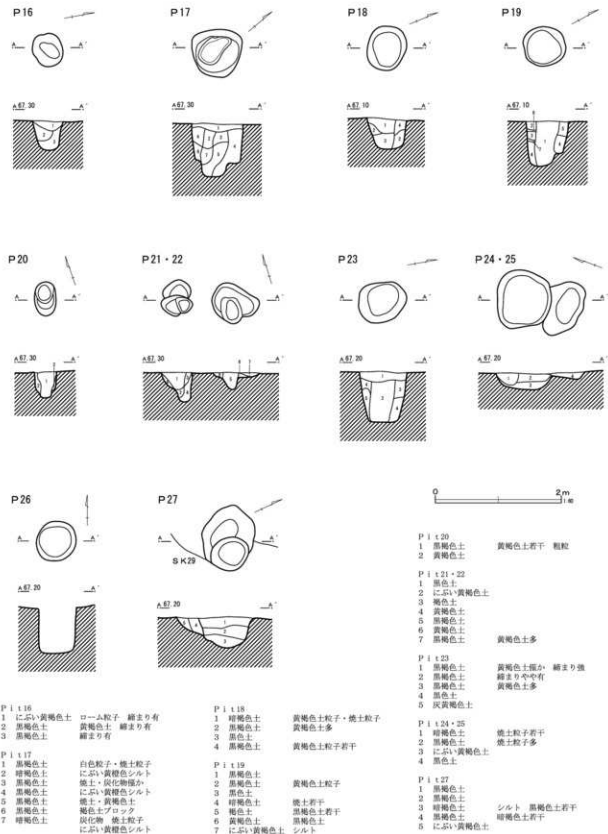 P16
P17
P18
P19
A A'
A A'
A A'
A A'
A 67.30 A'
A 67.30 A'
A 67.10 A'
A 67.10 A'
P20
P21・22
P23
P24・25
A A'
A A'
A A'
A A'
A 67.30 A'
A 67.30 A'
A 67.20 A'
A 67.20 A'
P26
P27
SK29
A A'
A A'
A 67.20 A'
A 67.20 A'
0 2m
1:40
Pit16
1 にぶい黄褐色土 ローム粒子 締まり有
2 黒褐色土 黄褐色土 締まり有
3 黒褐色土 締まり有
Pit17
1 黒褐色土 白色粒子・焼土粒子
2 暗褐色土 にぶい黄橙色シルト
3 黒褐色土 焼土・炭化物僅か
4 黒褐色土 にぶい黄橙色シルト
5 黒褐色土 焼土・黄褐色土
6 黒褐色土 黒褐色土ブロック
7 暗褐色土 炭化物 焼土粒子
にぶい黄褐色シルト
Pit18
1 暗褐色土 黄褐色土粒子・焼土粒子
2 黒褐色土 黄褐色土多
3 黒色土
4 黒褐色土 黄褐色土粒子若干
Pit19
1 黒褐色土
2 黒褐色土 黄褐色土粒子
3 黒色土
4 暗褐色土 焼土若干
5 褐色土 黒褐色土若干
6 黄褐色土 黒褐色土
7 にぶい黄褐色土 シルト
Pit20
1 黒褐色土 黄褐色土若干 粗粒
2 黄褐色土
Pit21・22
1 黒色土
2 にぶい黄褐色土
3 褐色土
4 黄褐色土
5 黒褐色土
6 黄褐色土
7 黒褐色土 黄褐色土多
Pit23
1 黒褐色土 黄褐色土僅か 締まり強
2 黒褐色土 締まりやや有
3 黒褐色土 黄褐色土多
4 黒色土
5 灰黄褐色土
Pit24・25
1 暗褐色土 焼土粒子若干
2 黒褐色土 焼土粒子多
3 にぶい黄褐色土
4 黒色土
Pit27
1 黒褐色土
2 黒褐色土
3 暗褐色土 シルト 黒褐色土若干
4 黒褐色土 暗褐色土若干
5 にぶい黄褐色土